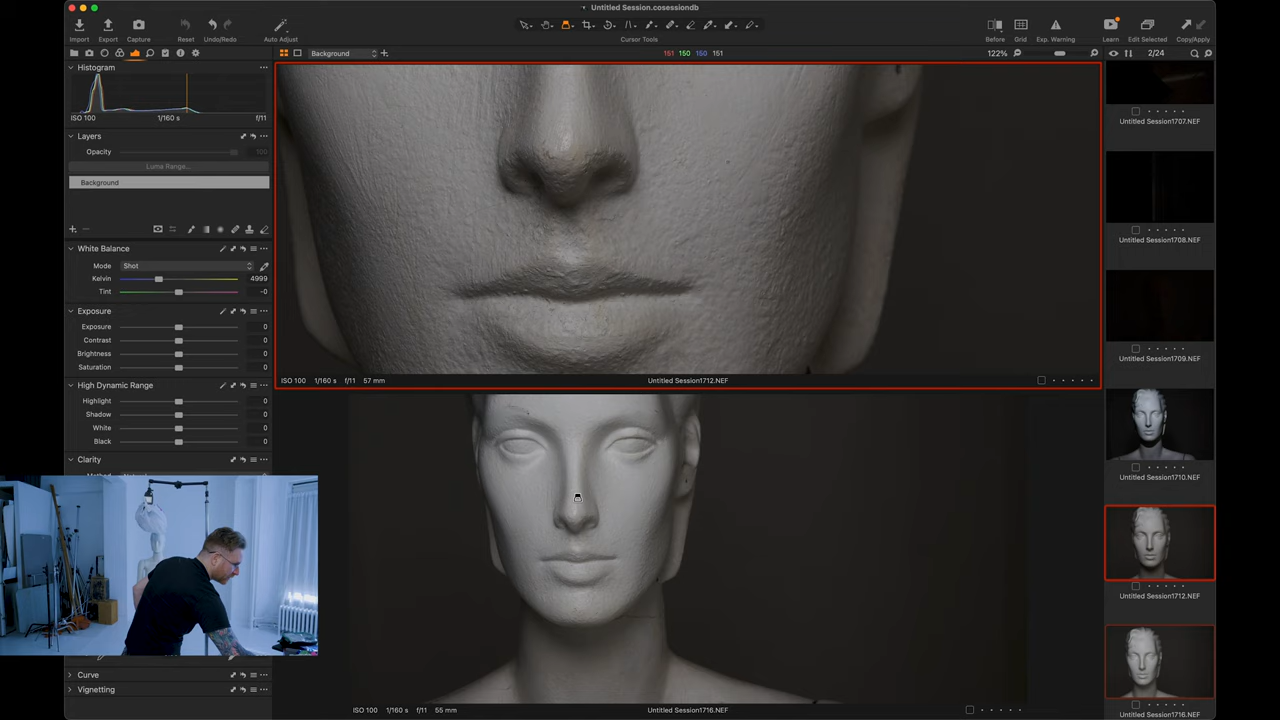 Untitled Session.cosessiondb
Import
Export
Capture
Reset
Undo/Redo
Auto Adjust
Cursor Tools
Before
Grid
Exp. Warning
Learn
Edit Selected
Copy/Apply
Background
151 150 150 151
122%
2/24
Histogram
ISO 100 1/160 s f/11
Layers
Opacity 100
Luma Range...
Background
White Balance
Mode Shot
Kelvin 4999
Tint -0
Exposure
Exposure 0
Contrast 0
Brightness 0
Saturation 0
High Dynamic Range
Highlight 0
Shadow 0
White 0
Black 0
Clarity
Curve
Vignetting
ISO 100 1/160 s f/11 57 mm
Untitled Session1712.NEF
ISO 100 1/160 s f/11 55 mm
Untitled Session1716.NEF
Untitled Session1707.NEF
Untitled Session1708.NEF
Untitled Session1709.NEF
Untitled Session1710.NEF
Untitled Session1712.NEF
Untitled Session1716.NEF